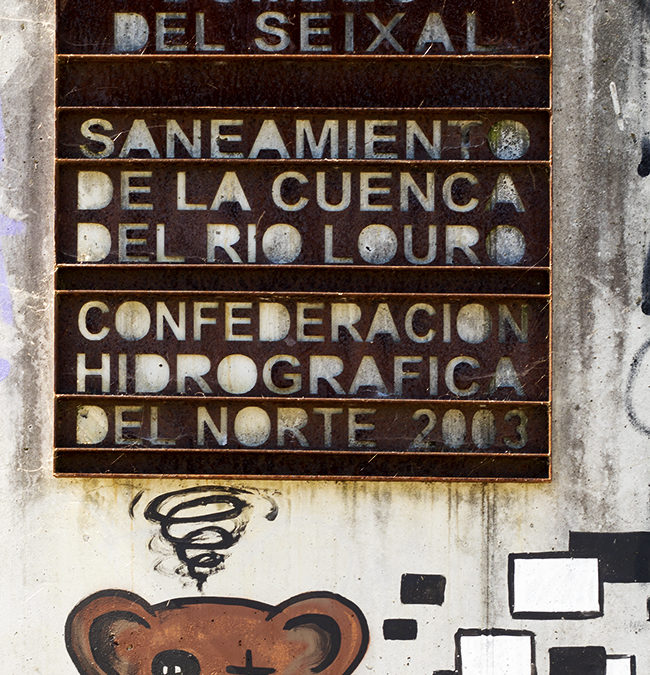 DEL SEIXAL
SANEAMIENTO
DE LA CUENCA
DEL RIO LOURO
CONFEDERACION
HIDROGRAFICA
DEL NORTE 2003